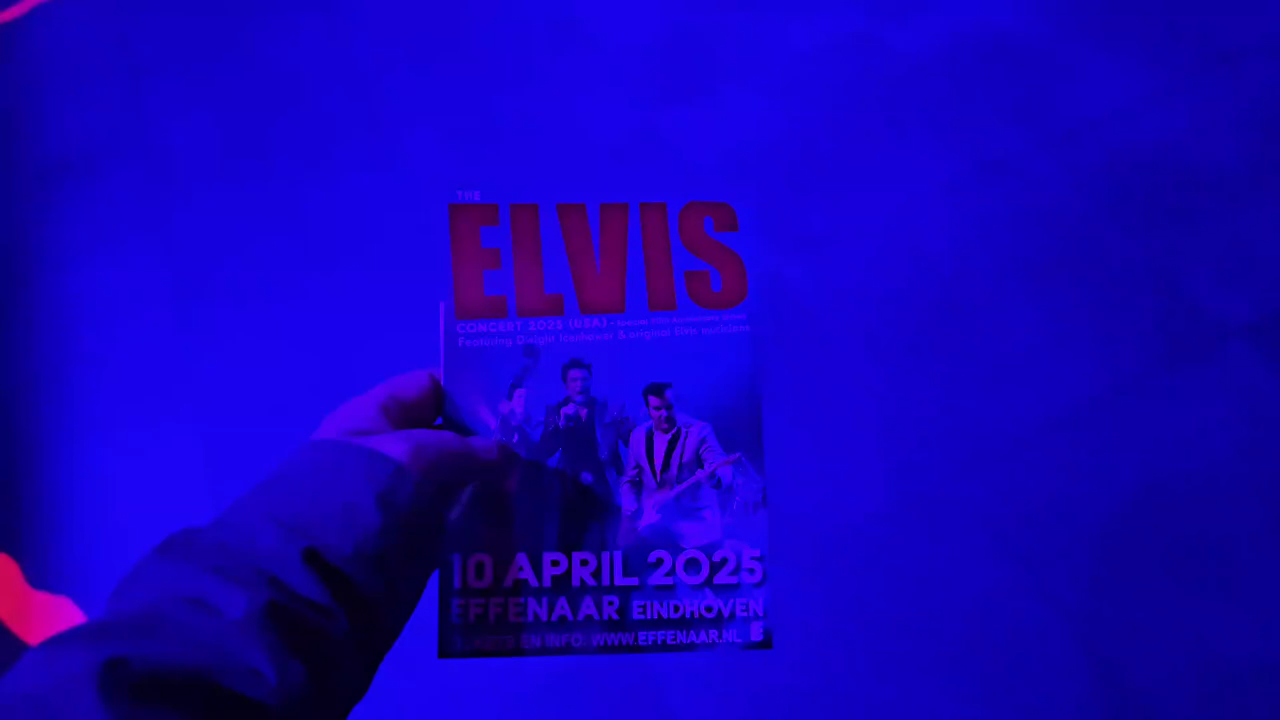 THE
ELVIS
CONCERT 2025 (USA) -
Featuring Dwight Icenhower & original Elvis musicians
10 APRIL 2025
EFFENAAR EINDHOVEN
EN INFO: WWW.EFFENAAR.NL